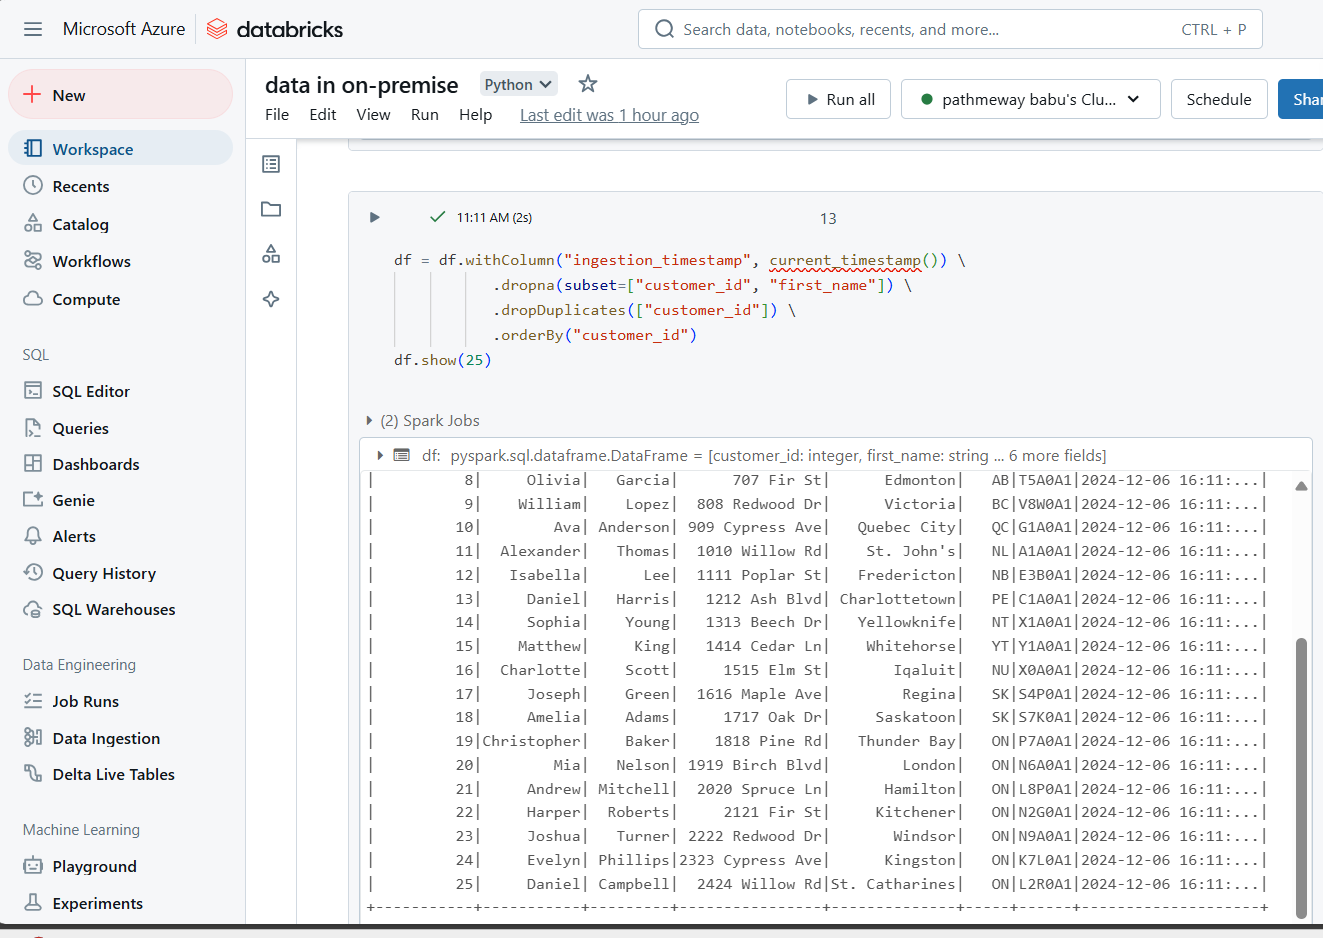 Microsoft Azure
databricks
Search data, notebooks, recents, and more...
CTRL + P
New
Workspace
Recents
Catalog
Workflows
Compute
SQL
SQL Editor
Queries
Dashboards
Genie
Alerts
Query History
SQL Warehouses
Data Engineering
Job Runs
Data Ingestion
Delta Live Tables
Machine Learning
Playground
Experiments
data in on-premise
Python
File Edit View Run Help Last edit was 1 hour ago
Run all
pathmeway babu's Clu...
Schedule
Shar
11:11 AM (2s)
13
df = df.withColumn("ingestion_timestamp", current_timestamp()) \
.dropna(subset=["customer_id", "first_name"]) \
.dropDuplicates(["customer_id"]) \
.orderBy("customer_id")
df.show(25)
(2) Spark Jobs
df: pyspark.sql.dataframe.DataFrame = [customer_id: integer, first_name: string ... 6 more fields]
|          8|     Olivia|   Garcia|      707 Fir St|      Edmonton|   AB|T5A0A1|2024-12-06 16:11:...|
|          9|    William|    Lopez|  808 Redwood Dr|      Victoria|   BC|V8W0A1|2024-12-06 16:11:...|
|         10|        Ava| Anderson| 909 Cypress Ave|   Quebec City|   QC|G1A0A1|2024-12-06 16:11:...|
|         11|  Alexander|   Thomas|  1010 Willow Rd|    St. John's|   NL|A1A0A1|2024-12-06 16:11:...|
|         12|   Isabella|      Lee|  1111 Poplar St|   Fredericton|   NB|E3B0A1|2024-12-06 16:11:...|
|         13|     Daniel|   Harris|   1212 Ash Blvd| Charlottetown|   PE|C1A0A1|2024-12-06 16:11:...|
|         14|     Sophia|    Young|   1313 Beech Dr|   Yellowknife|   NT|X1A0A1|2024-12-06 16:11:...|
|         15|    Matthew|     King|   1414 Cedar Ln|    Whitehorse|   YT|Y1A0A1|2024-12-06 16:11:...|
|         16|  Charlotte|    Scott|     1515 Elm St|       Iqaluit|   NU|X0A0A1|2024-12-06 16:11:...|
|         17|     Joseph|    Green|  1616 Maple Ave|        Regina|   SK|S4P0A1|2024-12-06 16:11:...|
|         18|     Amelia|    Adams|     1717 Oak Dr|     Saskatoon|   SK|S7K0A1|2024-12-06 16:11:...|
|         19|Christopher|    Baker|    1818 Pine Rd|   Thunder Bay|   ON|P7A0A1|2024-12-06 16:11:...|
|         20|        Mia|   Nelson| 1919 Birch Blvd|        London|   ON|N6A0A1|2024-12-06 16:11:...|
|         21|     Andrew| Mitchell|  2020 Spruce Ln|      Hamilton|   ON|L8P0A1|2024-12-06 16:11:...|
|         22|     Harper|  Roberts|     2121 Fir St|     Kitchener|   ON|N2G0A1|2024-12-06 16:11:...|
|         23|     Joshua|   Turner| 2222 Redwood Dr|       Windsor|   ON|N9A0A1|2024-12-06 16:11:...|
|         24|     Evelyn| Phillips|2323 Cypress Ave|      Kingston|   ON|K7L0A1|2024-12-06 16:11:...|
|         25|     Daniel| Campbell|  2424 Willow Rd|St. Catharines|   ON|L2R0A1|2024-12-06 16:11:...|
+-----------+-----------+---------+----------------+--------------+-----+------+--------------------+